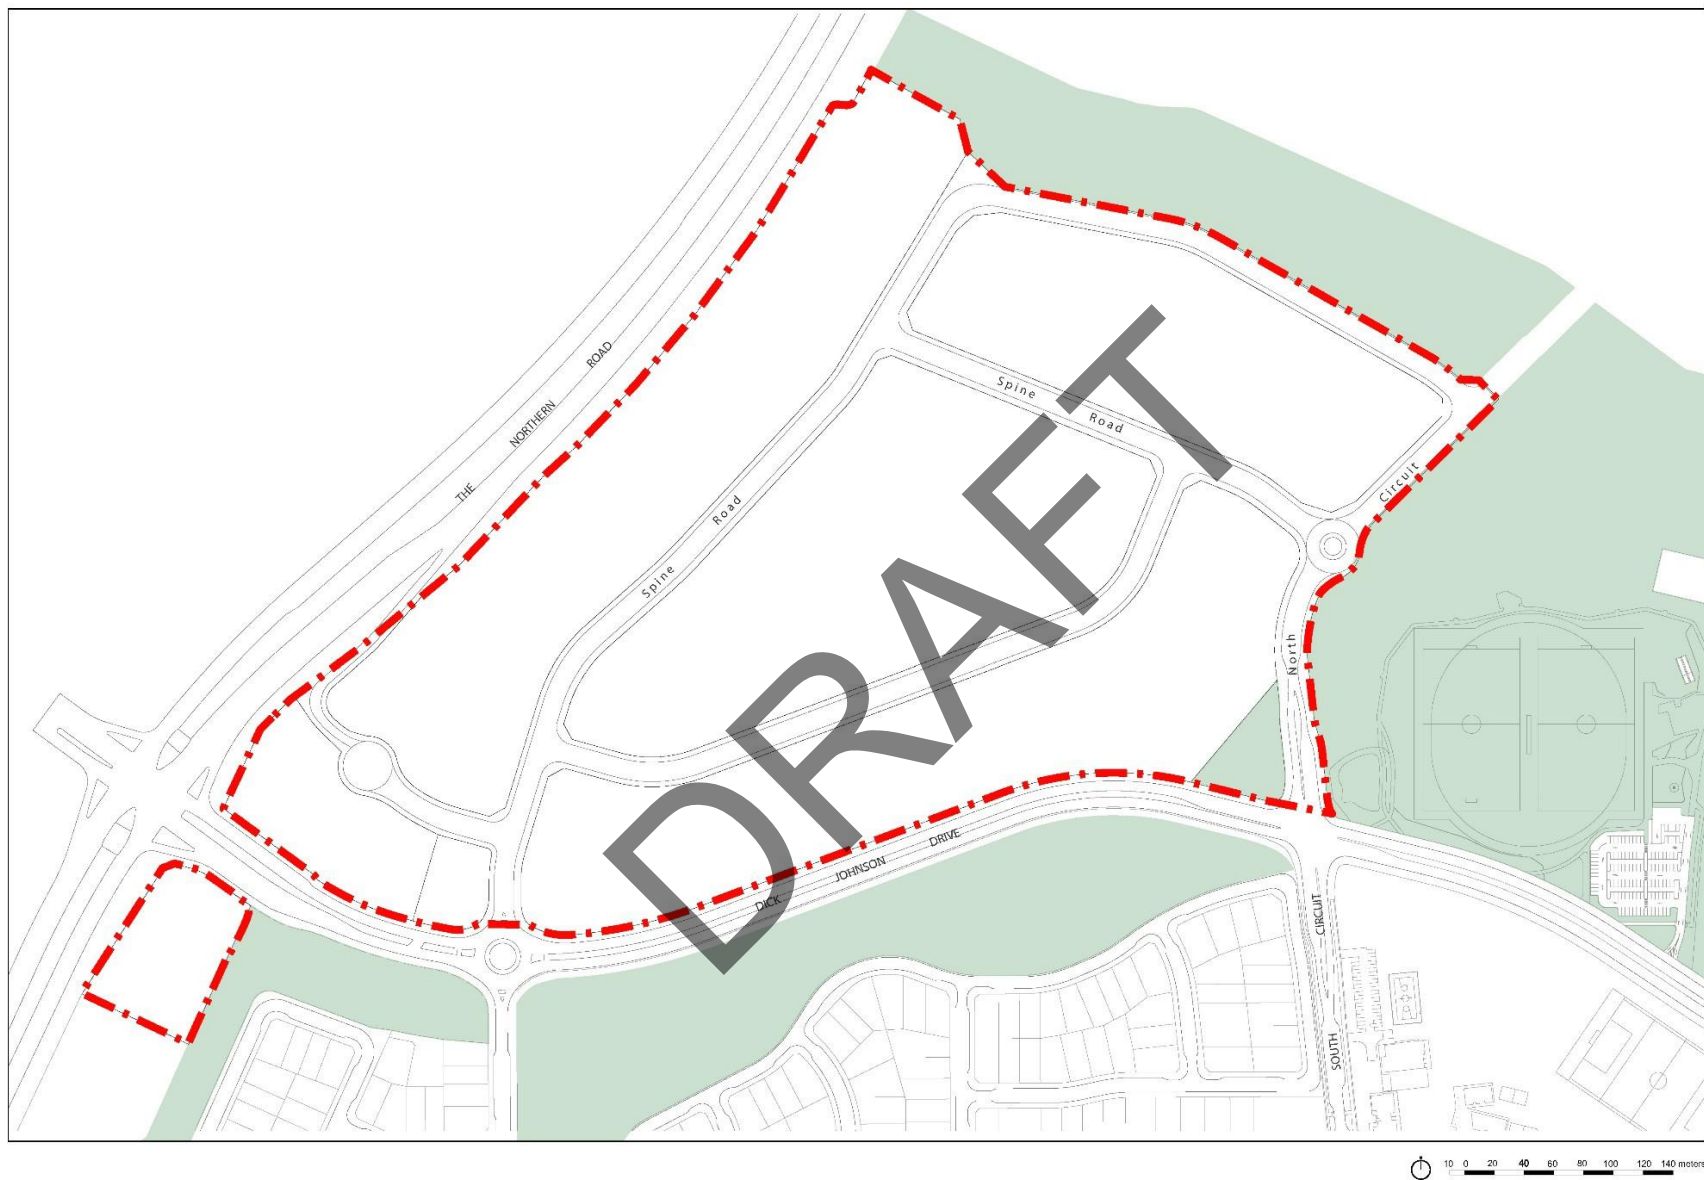 THE NORTHERN ROAD
Spine Road
Spine Road
Circuit
North
DRAFT
DICK JOHNSON DRIVE
SOUTH CIRCUIT
10 0 20 40 60 80 100 120 140 meters